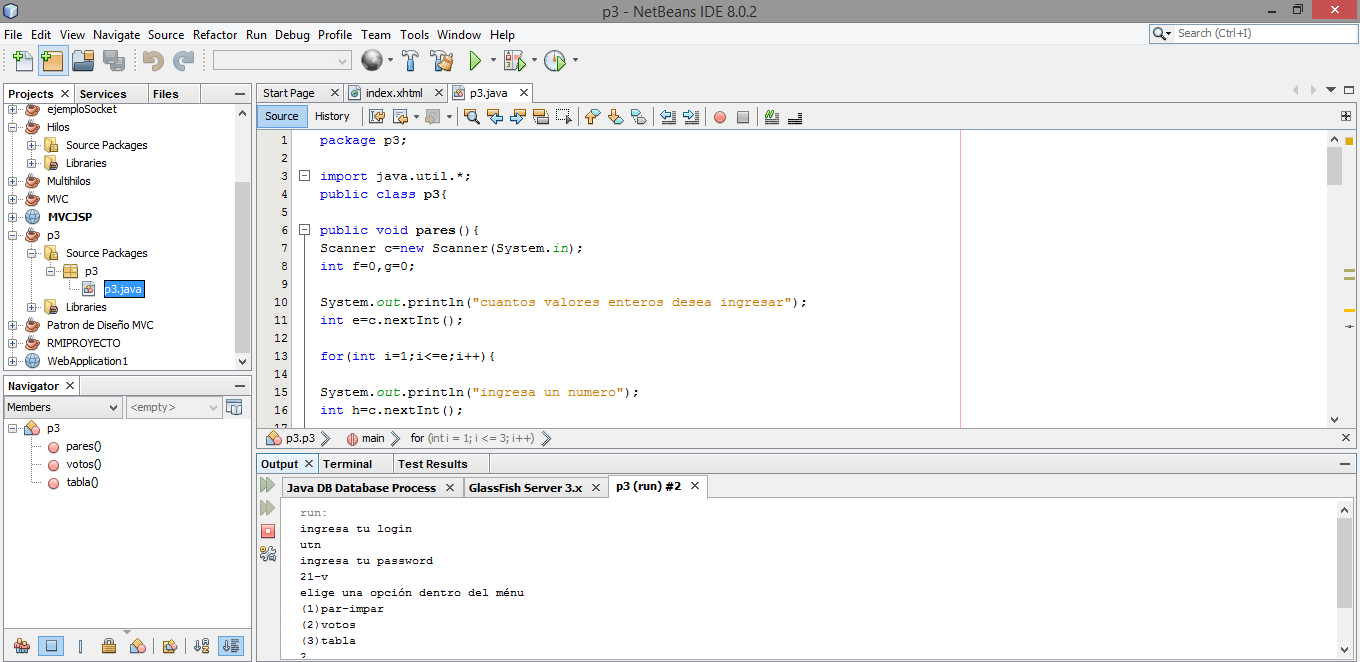 p3 - NetBeans IDE 8.0.2
File Edit View Navigate Source Refactor Run Debug Profile Team Tools Window Help
Search (Ctrl+I)
Projects Services Files
ejemploSocket
Hilos
Source Packages
Libraries
Multihilos
MVC
MVCJSP
p3
Source Packages
p3
p3.java
Libraries
Patron de Diseño MVC
RMIPROYECTO
WebApplication1
Navigator
Members <empty>
p3
pares()
votos()
tabla()
Start Page index.xhtml p3.java
Source History
1 package p3;
2
3 import java.util.*;
4 public class p3{
5
6 public void pares(){
7 Scanner c=new Scanner(System.in);
8 int f=0,g=0;
9
10 System.out.println("cuantos valores enteros desea ingresar");
11 int e=c.nextInt();
12
13 for(int i=1;i<=e;i++){
14
15 System.out.println("ingresa un numero");
16 int h=c.nextInt();
17
p3.p3 main for (int i = 1; i <= 3; i++)
Output Terminal Test Results
Java DB Database Process GlassFish Server 3.x p3 (run) #2
run:
ingresa tu login
utn
ingresa tu password
21-v
elige una opción dentro del ménu
(1)par-impar
(2)votos
(3)tabla
2